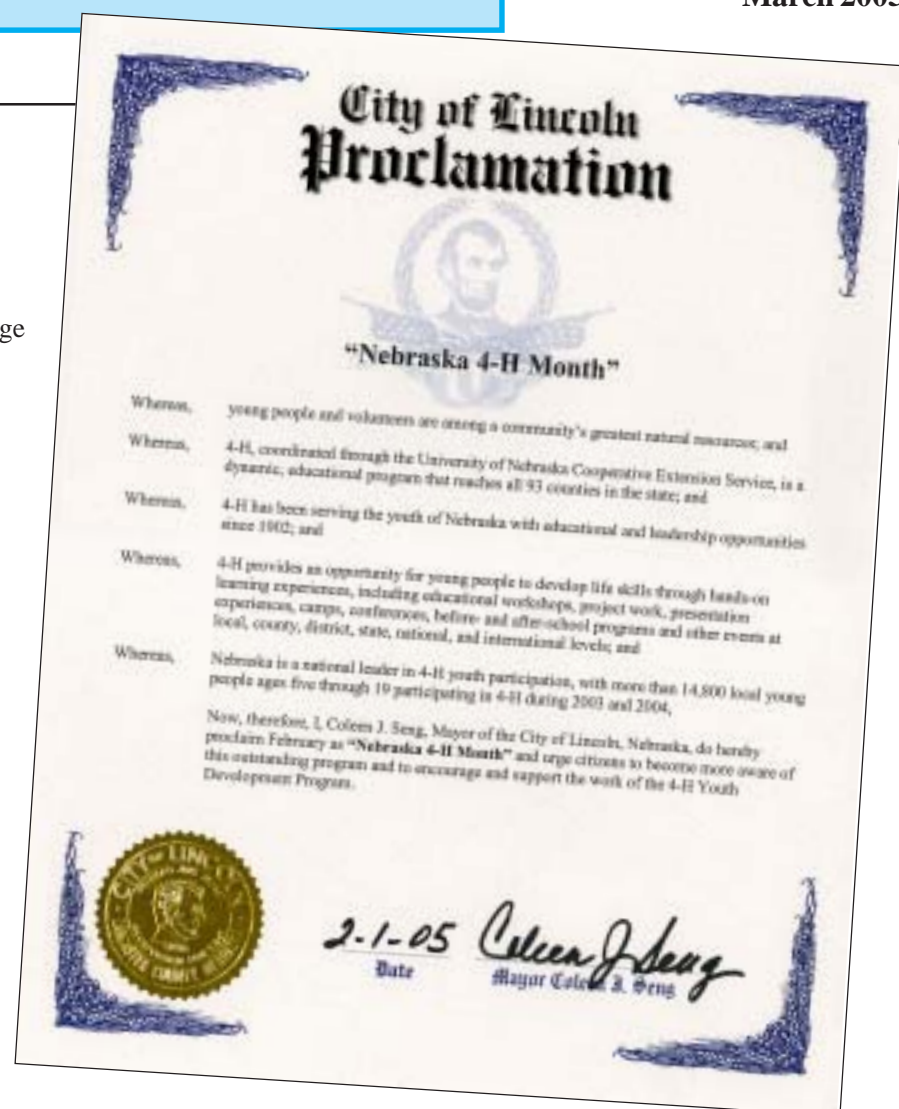 March 2005
ge
City of Lincoln
Proclamation
“Nebraska 4-H Month”
Whereas, young people and volunteers are among a community's greatest natural resources; and
Whereas, 4-H, coordinated through the University of Nebraska Cooperative Extension Service, is a
dynamic, educational program that reaches all 93 counties in the state; and
Whereas, 4-H has been serving the youth of Nebraska with educational and leadership opportunities
since 1902; and
Whereas, 4-H provides an opportunity for young people to develop life skills through hands-on
learning experiences, including educational workshops, project work, presentation
experiences, camps, conferences, before- and after-school programs and other events at
local, county, district, state, national, and international levels; and
Whereas, Nebraska is a national leader in 4-H youth participation, with more than 14,800 local young
people ages five through 19 participating in 4-H during 2003 and 2004,
Now, therefore, I, Coleen J. Seng, Mayor of the City of Lincoln, Nebraska, do hereby
proclaim February as “Nebraska 4-H Month” and urge citizens to become more aware of
this outstanding program and to encourage and support the work of the 4-H Youth
Development Program.
CITY OF LINCOLN
2-1-05 Coleen J. Seng
Date Mayor Coleen J. Seng